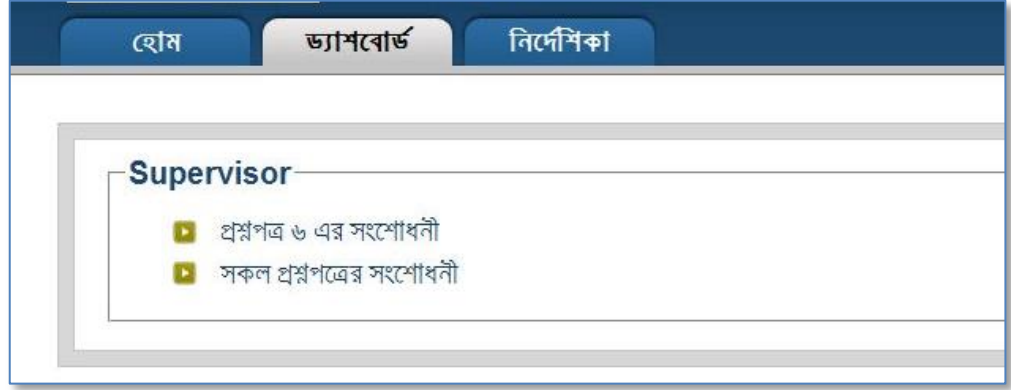 হোম ড্যাশবোর্ড নির্দেশিকা
Supervisor
প্রশ্নপত্র ৬ এর সংশোধনী
সকল প্রশ্নপত্রের সংশোধনী